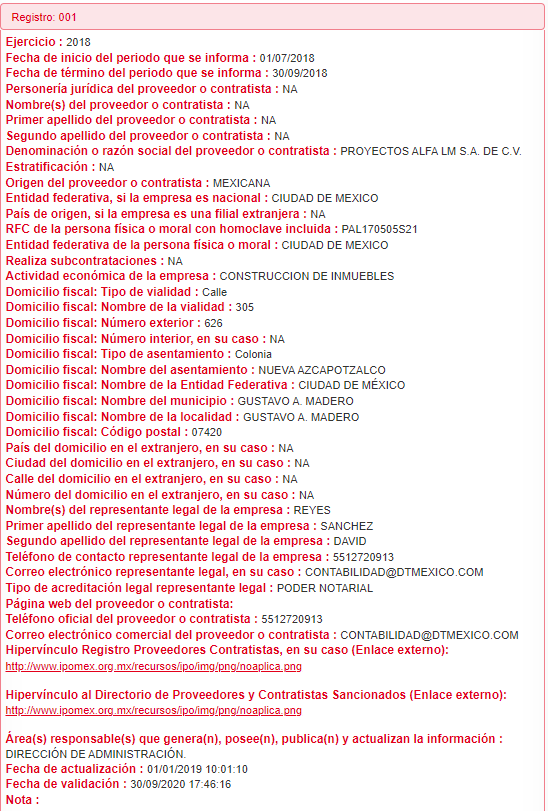 Registro: 001
Ejercicio : 2018
Fecha de inicio del periodo que se informa : 01/07/2018
Fecha de término del periodo que se informa : 30/09/2018
Personería jurídica del proveedor o contratista : NA
Nombre(s) del proveedor o contratista : NA
Primer apellido del proveedor o contratista : NA
Segundo apellido del proveedor o contratista : NA
Denominación o razón social del proveedor o contratista : PROYECTOS ALFA LM S.A. DE C.V.
Estratificación : NA
Origen del proveedor o contratista : MEXICANA
Entidad federativa, si la empresa es nacional : CIUDAD DE MEXICO
País de origen, si la empresa es una filial extranjera : NA
RFC de la persona física o moral con homoclave incluida : PAL170505S21
Entidad federativa de la persona física o moral : CIUDAD DE MEXICO
Realiza subcontrataciones : NA
Actividad económica de la empresa : CONSTRUCCION DE INMUEBLES
Domicilio fiscal: Tipo de vialidad : Calle
Domicilio fiscal: Nombre de la vialidad : 305
Domicilio fiscal: Número exterior : 626
Domicilio fiscal: Número interior, en su caso : NA
Domicilio fiscal: Tipo de asentamiento : Colonia
Domicilio fiscal: Nombre del asentamiento : NUEVA AZCAPOTZALCO
Domicilio fiscal: Nombre de la Entidad Federativa : CIUDAD DE MÉXICO
Domicilio fiscal: Nombre del municipio : GUSTAVO A. MADERO
Domicilio fiscal: Nombre de la localidad : GUSTAVO A. MADERO
Domicilio fiscal: Código postal : 07420
País del domicilio en el extranjero, en su caso : NA
Ciudad del domicilio en el extranjero, en su caso : NA
Calle del domicilio en el extranjero, en su caso : NA
Número del domicilio en el extranjero, en su caso : NA
Nombre(s) del representante legal de la empresa : REYES
Primer apellido del representante legal de la empresa : SANCHEZ
Segundo apellido del representante legal de la empresa : DAVID
Teléfono de contacto representante legal de la empresa : 5512720913
Correo electrónico representante legal, en su caso : CONTABILIDAD@DTMEXICO.COM
Tipo de acreditación legal representante legal : PODER NOTARIAL
Página web del proveedor o contratista:
Teléfono oficial del proveedor o contratista : 5512720913
Correo electrónico comercial del proveedor o contratista : CONTABILIDAD@DTMEXICO.COM
Hipervínculo Registro Proveedores Contratistas, en su caso (Enlace externo):
http://www.ipomex.org.mx/recursos/ipo/img/png/noaplica.png
Hipervínculo al Directorio de Proveedores y Contratistas Sancionados (Enlace externo):
http://www.ipomex.org.mx/recursos/ipo/img/png/noaplica.png
Área(s) responsable(s) que genera(n), posee(n), publica(n) y actualizan la información :
DIRECCIÓN DE ADMINISTRACIÓN.
Fecha de actualización : 01/01/2019 10:01:10
Fecha de validación : 30/09/2020 17:46:16
Nota :